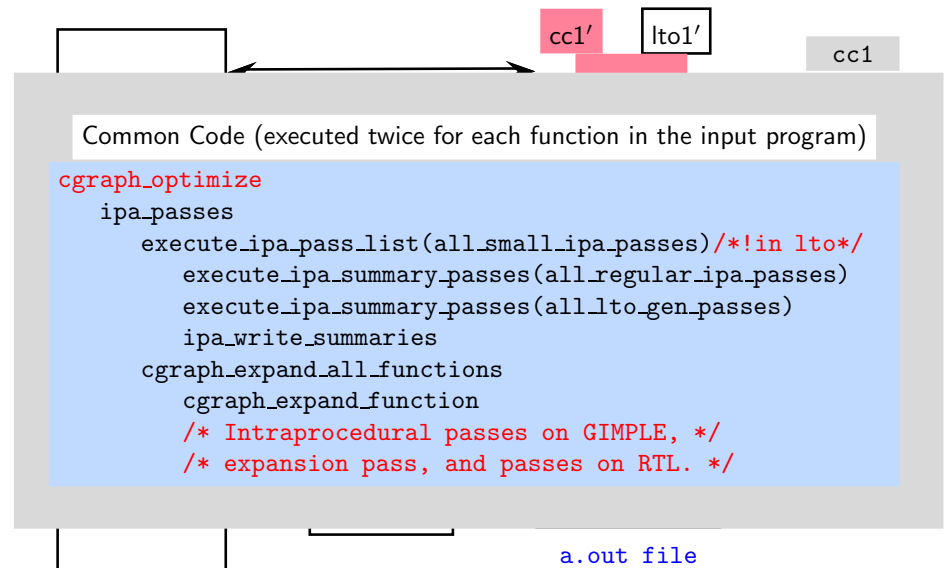 cc1′ lto1′
cc1
Common Code (executed twice for each function in the input program)
cgraph_optimize
ipa_passes
execute_ipa_pass_list(all_small_ipa_passes)/*!in lto*/
execute_ipa_summary_passes(all_regular_ipa_passes)
execute_ipa_summary_passes(all_lto_gen_passes)
ipa_write_summaries
cgraph_expand_all_functions
cgraph_expand_function
/* Intraprocedural passes on GIMPLE, */
/* expansion pass, and passes on RTL. */
a.out file